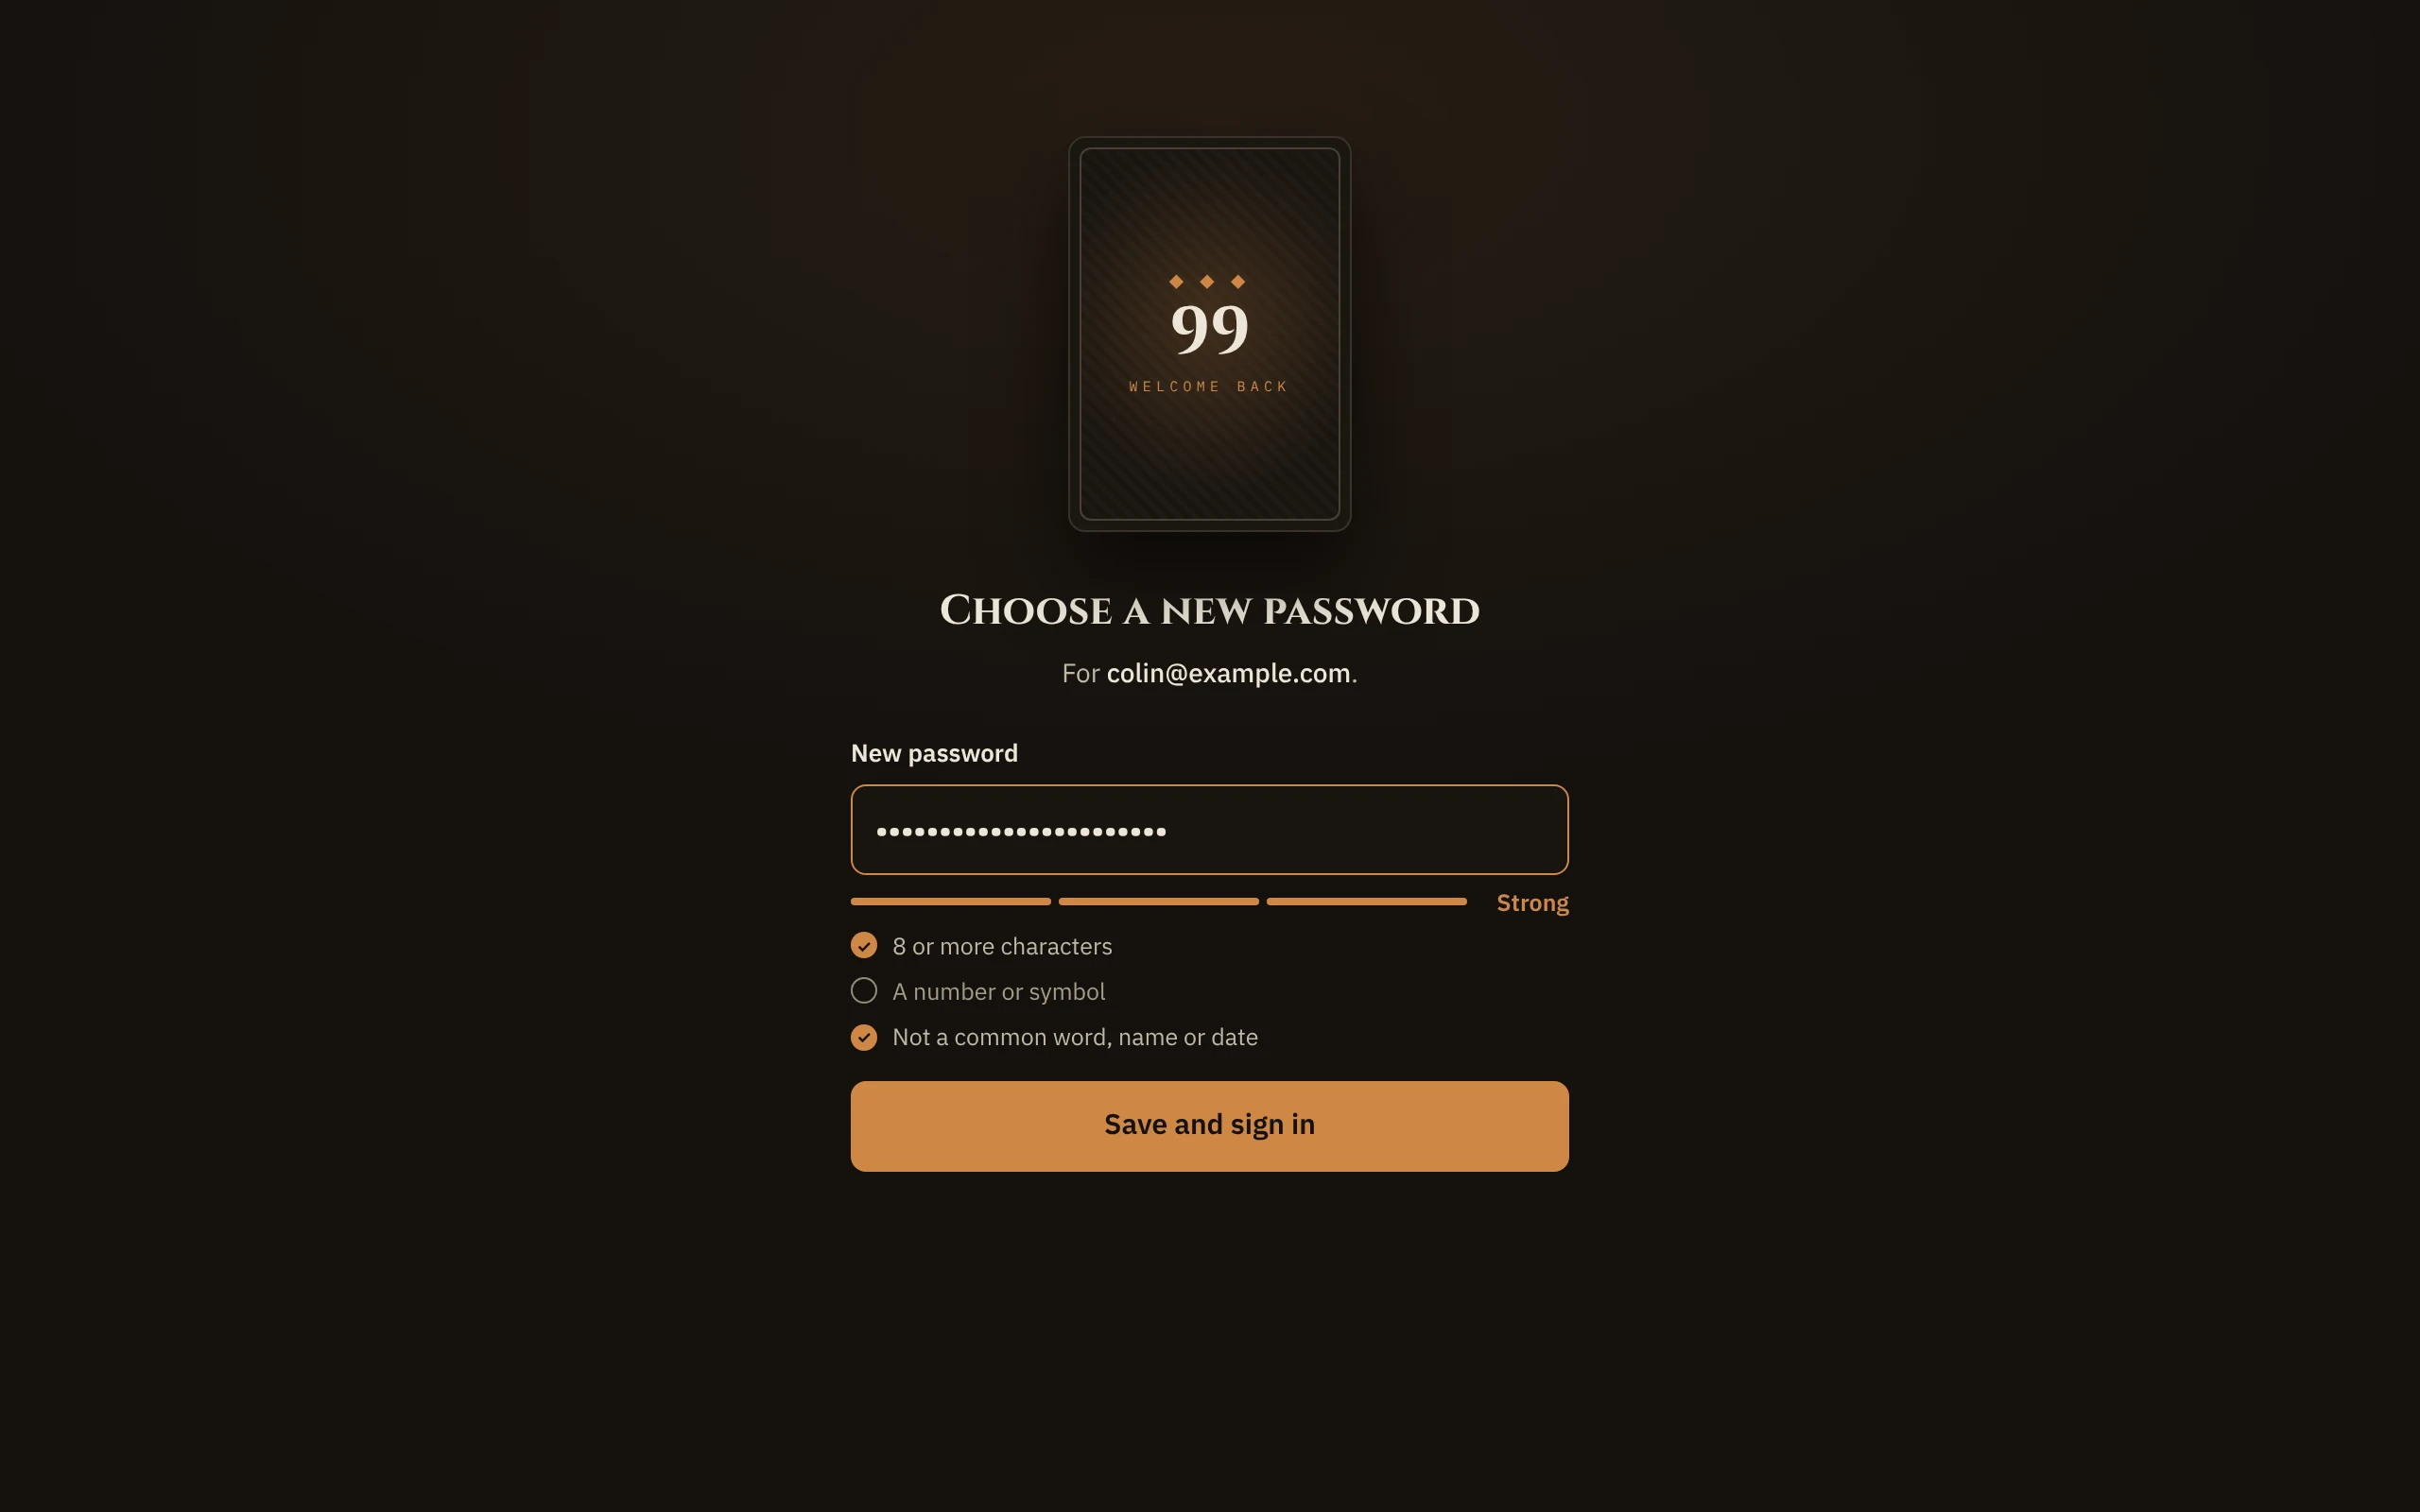 99
WELCOME BACK
Choose a new password
For colin@example.com.
New password
•••••••••••••••••••••••
Strong
8 or more characters
A number or symbol
Not a common word, name or date
Save and sign in